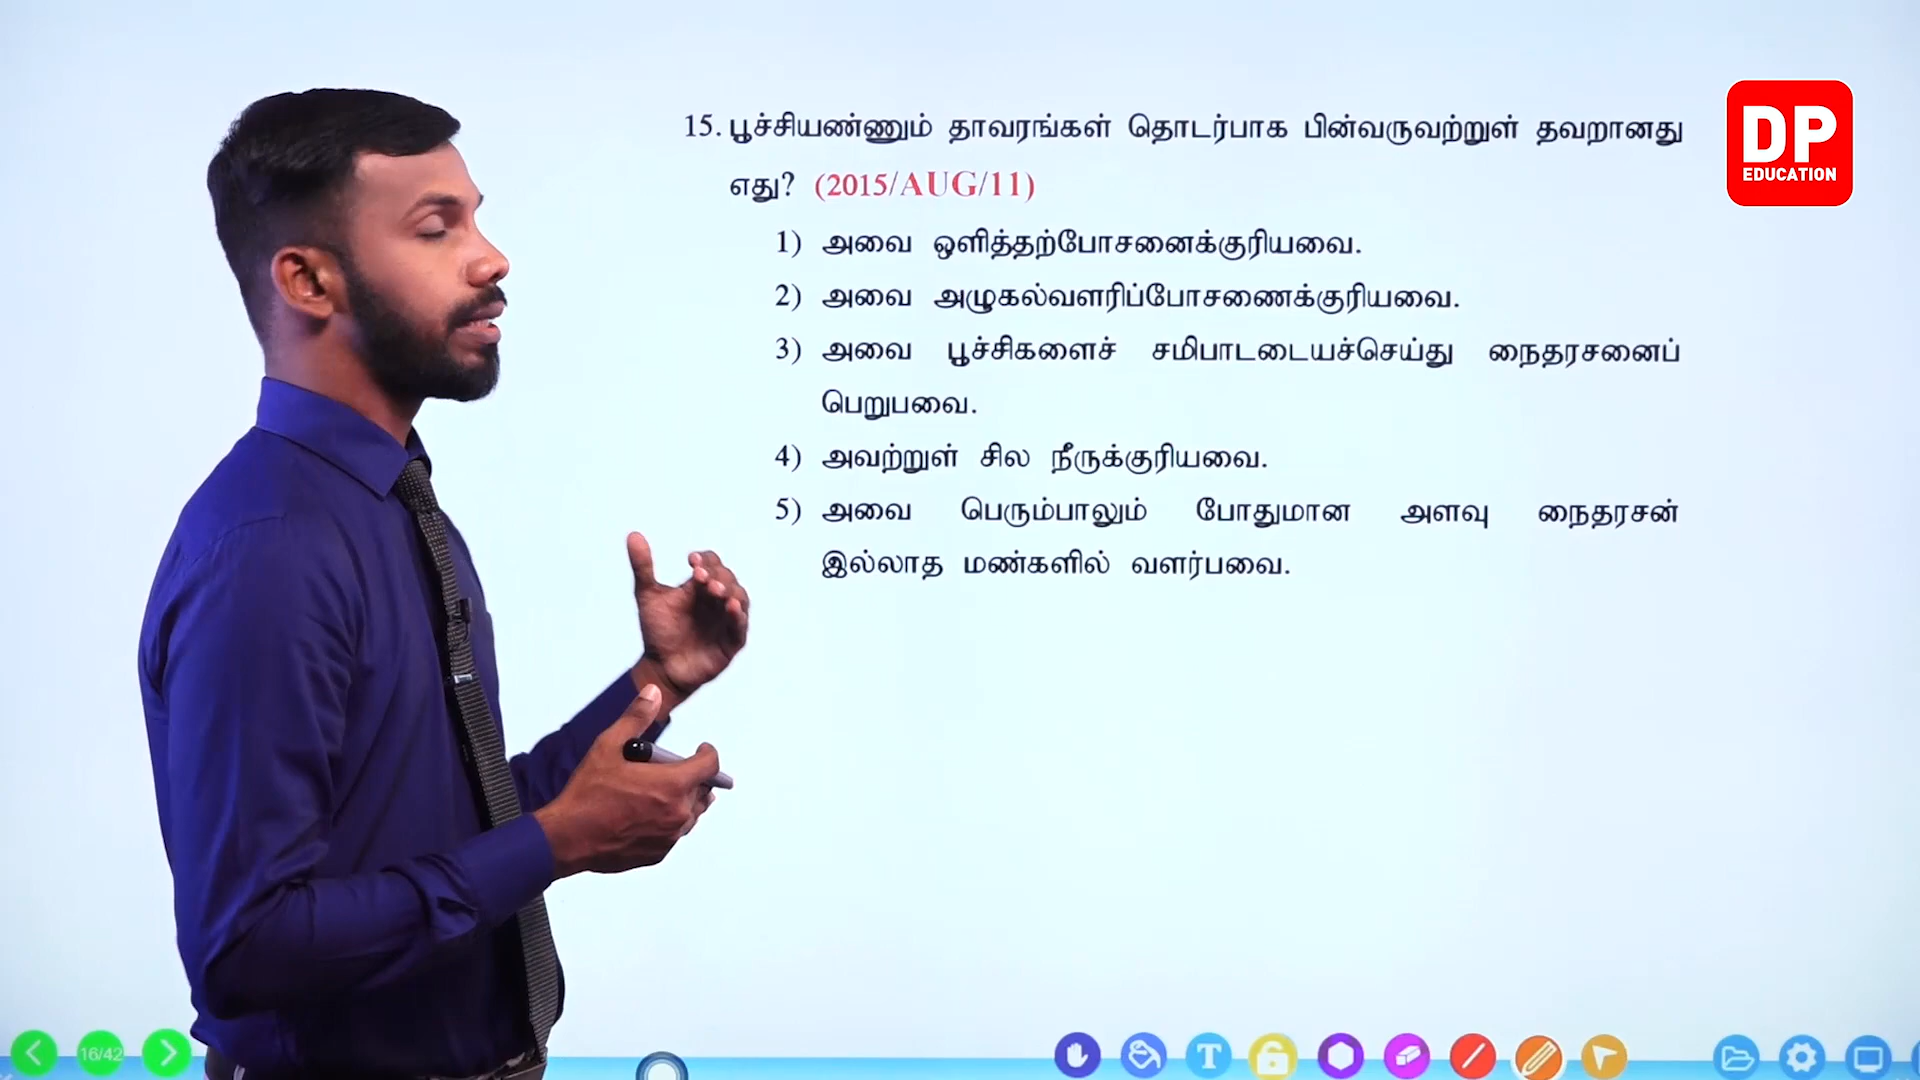 15. பூச்சியுண்ணும் தாவரங்கள் தொடர்பாக பின்வருவற்றுள் தவறானது
எது? (2015/AUG/11)
1) அவை ஒளித்தற்போசனைக்குரியவை.
2) அவை அழுகல்வளரிப்போசணைக்குரியவை.
3) அவை பூச்சிகளைச் சமிபாடடையச்செய்து நைதரசனைப்
பெறுபவை.
4) அவற்றுள் சில நீருக்குரியவை.
5) அவை பெரும்பாலும் போதுமான அளவு நைதரசன்
இல்லாத மண்களில் வளர்பவை.
DP
EDUCATION
16/42
T